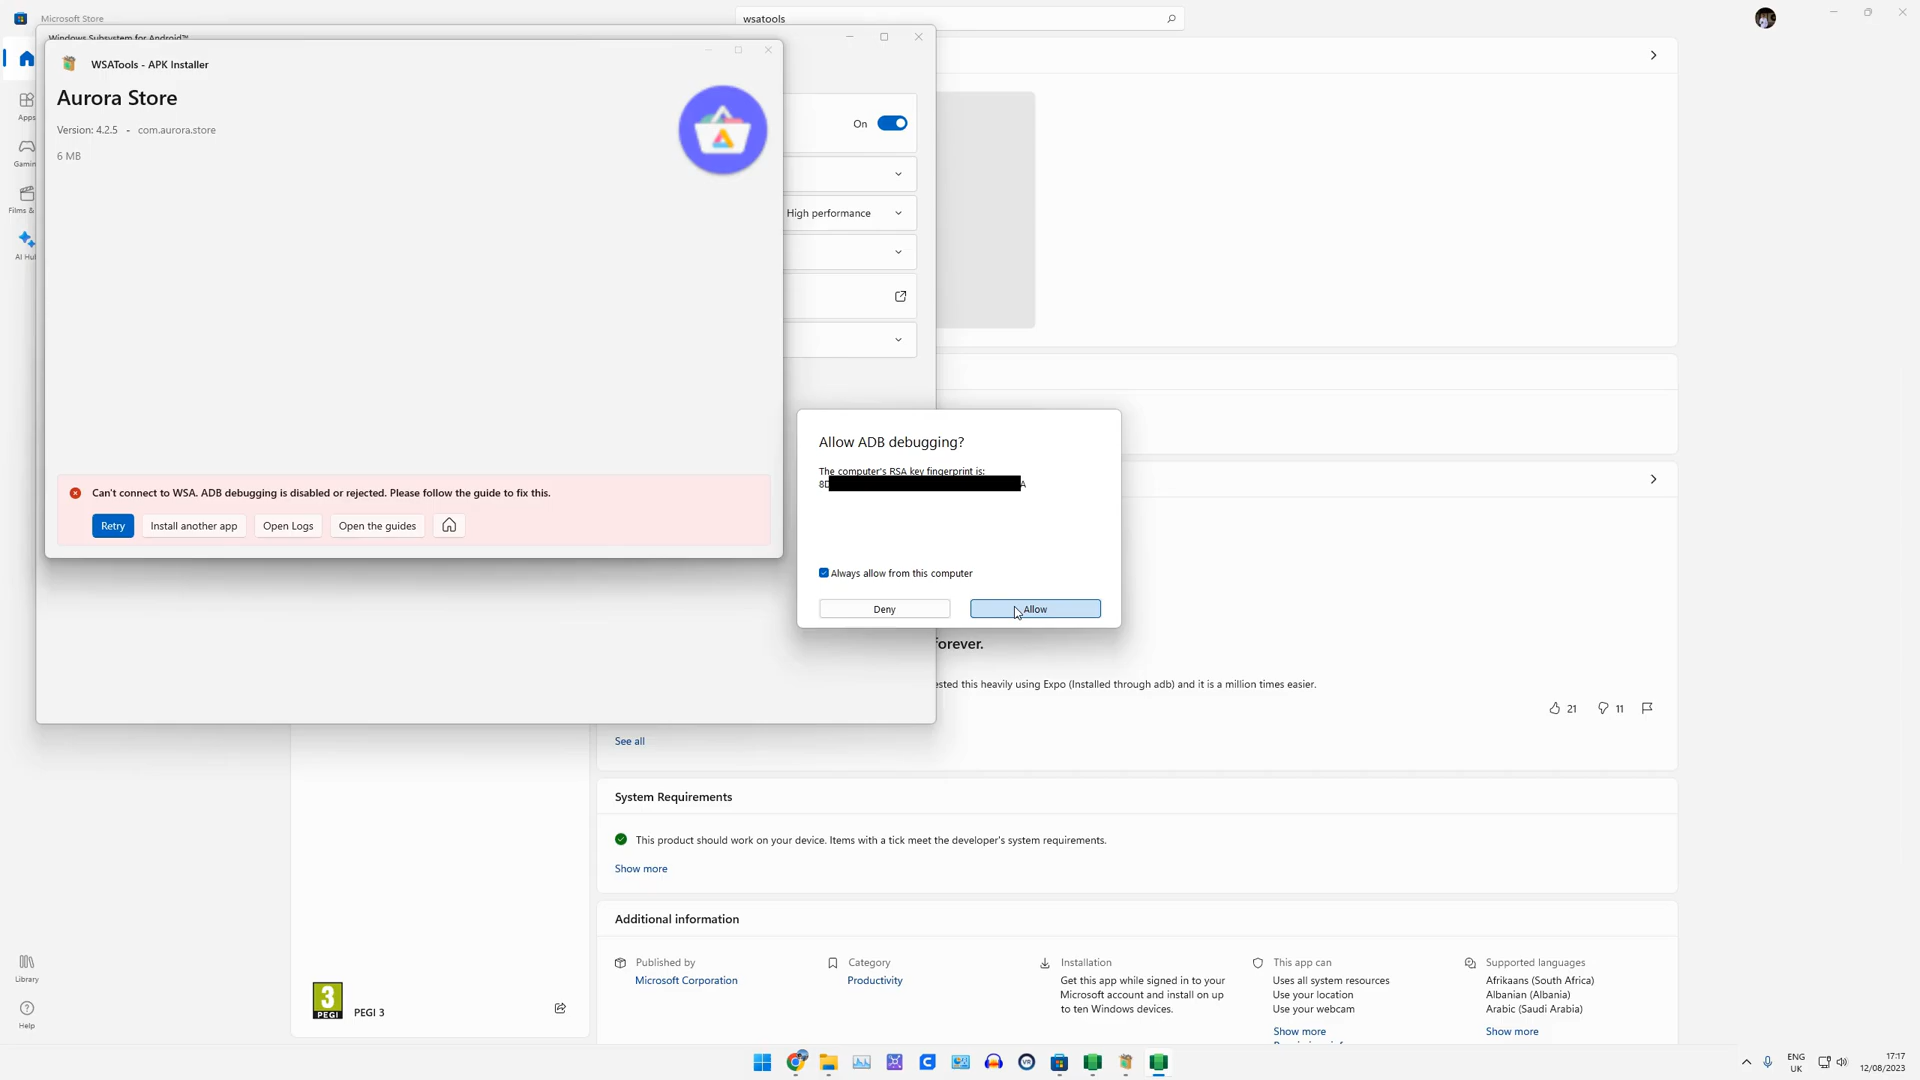 Microsoft Store
wsatools
Windows Subsystem for Android™
WSATools - APK Installer
Aurora Store
Version: 4.2.5 - com.aurora.store
6 MB
On
High performance
Apps
Gamin
Films &
AI Hub
Can't connect to WSA. ADB debugging is disabled or rejected. Please follow the guide to fix this.
Retry
Install another app
Open Logs
Open the guides
Allow ADB debugging?
The computer's RSA key fingerprint is:
8D A
Always allow from this computer
Deny
Allow
forever.
ested this heavily using Expo (Installed through adb) and it is a million times easier.
21
11
See all
System Requirements
This product should work on your device. Items with a tick meet the developer's system requirements.
Show more
Additional information
Published by
Microsoft Corporation
Category
Productivity
Installation
Get this app while signed in to your
Microsoft account and install on up
to ten Windows devices.
This app can
Uses all system resources
Use your location
Use your webcam
Show more
Supported languages
Afrikaans (South Africa)
Albanian (Albania)
Arabic (Saudi Arabia)
Show more
Library
Help
3
PEGI
PEGI 3
ENG
UK
17:17
12/08/2023